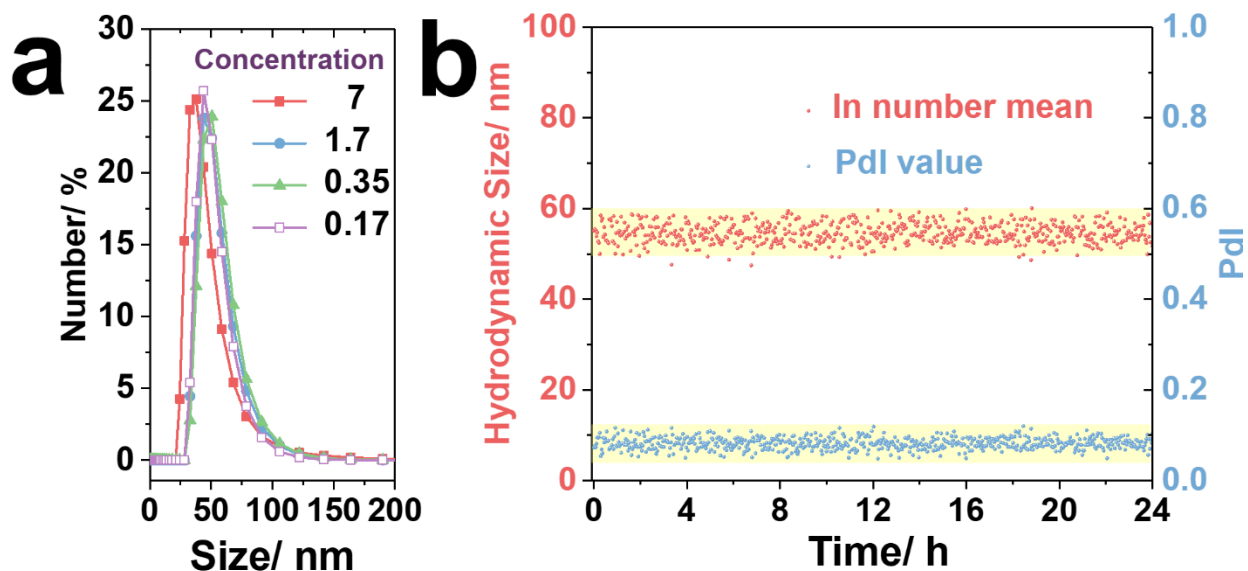 a
Number/ %
30
25
20
15
10
5
0
Concentration
7
1.7
0.35
0.17
0 50 100 150 200
Size/ nm
b
Hydrodynamic Size/ nm
100
80
60
40
20
0
In number mean
PdI value
1.0
0.8
0.6
0.4
0.2
0.0
PdI
0 4 8 12 16 20 24
Time/ h